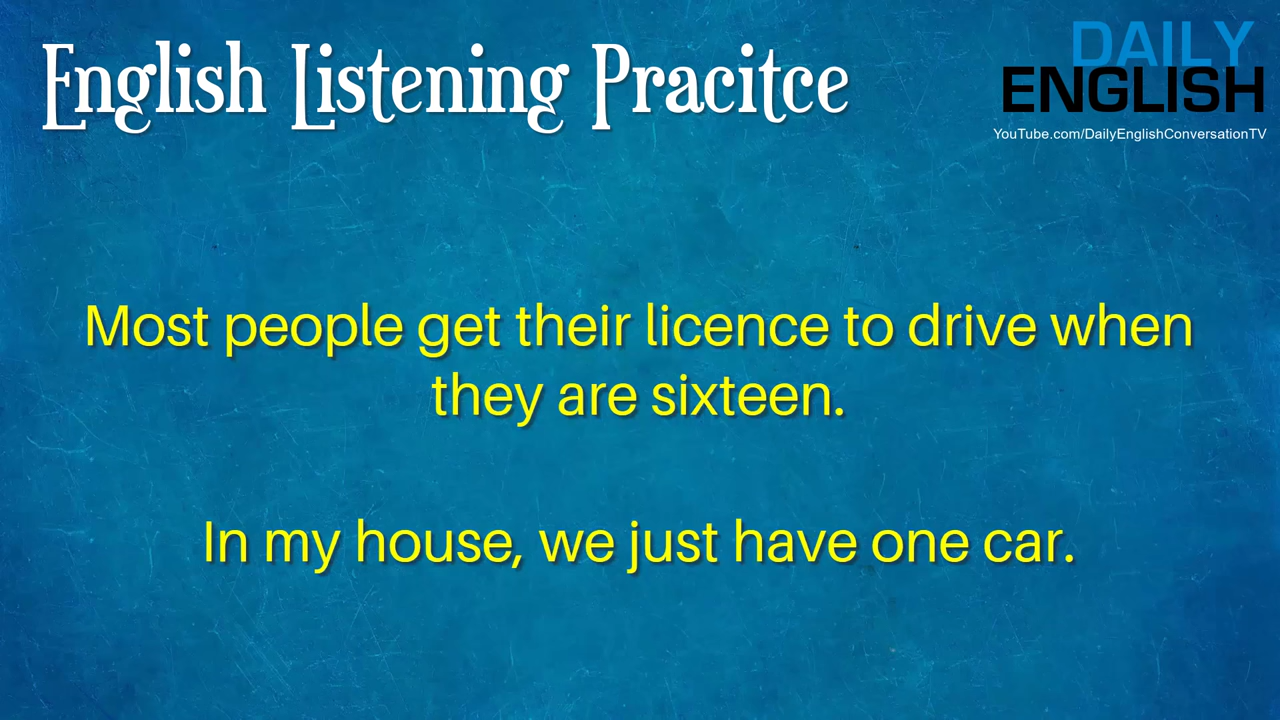 English Listening Pracitce
DAILY
ENGLISH
YouTube.com/DailyEnglishConversationTV
Most people get their licence to drive when
they are sixteen.
In my house, we just have one car.